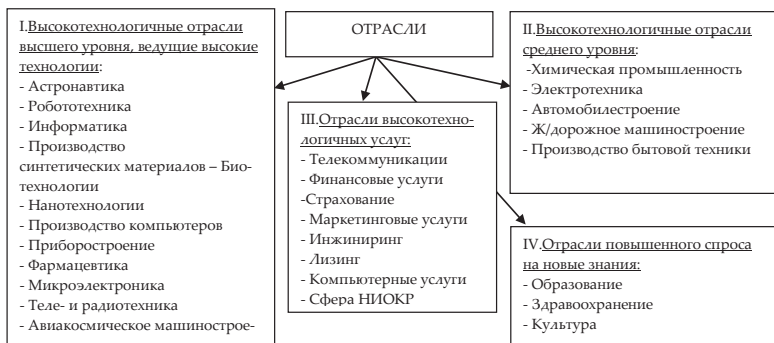 ОТРАСЛИ
I.Высокотехнологичные отрасли
высшего уровня, ведущие высокие
технологии:
- Астронавтика
- Робототехника
- Информатика
- Производство
синтетических материалов – Био-
технологии
- Нанотехнологии
- Производство компьютеров
- Приборостроение
- Фармацевтика
- Микроэлектроника
- Теле- и радиотехника
- Авиакосмическое машинострое-
II.Высокотехнологичные отрасли
среднего уровня:
-Химическая промышленность
- Электротехника
- Автомобилестроение
- Ж/дорожное машиностроение
- Производство бытовой техники
III.Отрасли высокотехно-
логичных услуг:
- Телекоммуникации
- Финансовые услуги
-Страхование
- Маркетинговые услуги
- Инжиниринг
- Лизинг
- Компьютерные услуги
- Сфера НИОКР
IV.Отрасли повышенного спроса
на новые знания:
- Образование
- Здравоохранение
- Культура